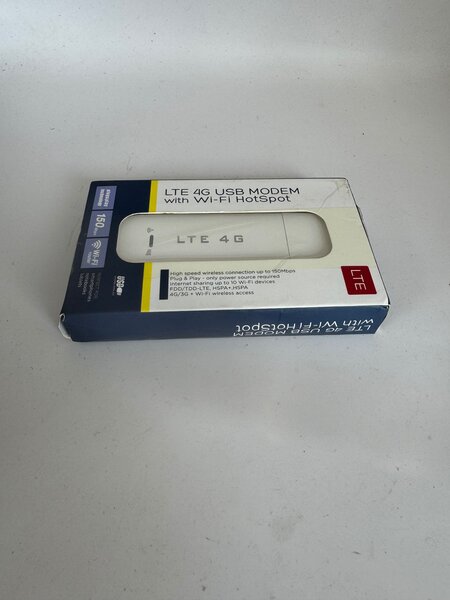 LTE 4G USB MODEM
with Wi-Fi HotSpot
150
Wi-Fi
USB
LTE 4G
High speed wireless connection up to 150Mbps
Plug & Play - only power source required
Internet sharing up to 10 Wi-Fi devices
FDD/TDD-LTE, HSPA+,HSPA
4G/3G + Wi-Fi wireless access
LTE
LTE 4G USB MODEM
with Wi-Fi HotSpot